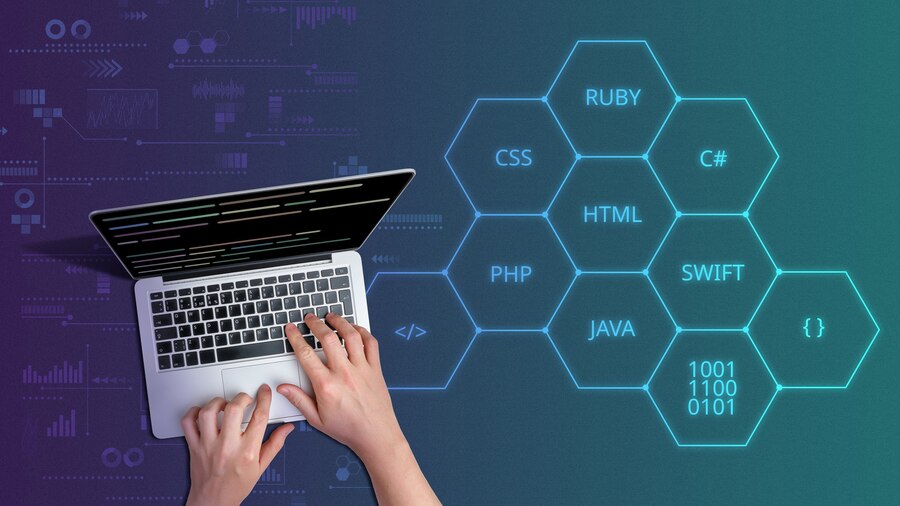 RUBY
CSS
C#
HTML
PHP
SWIFT
</>
JAVA
{ }
1001
1100
0101